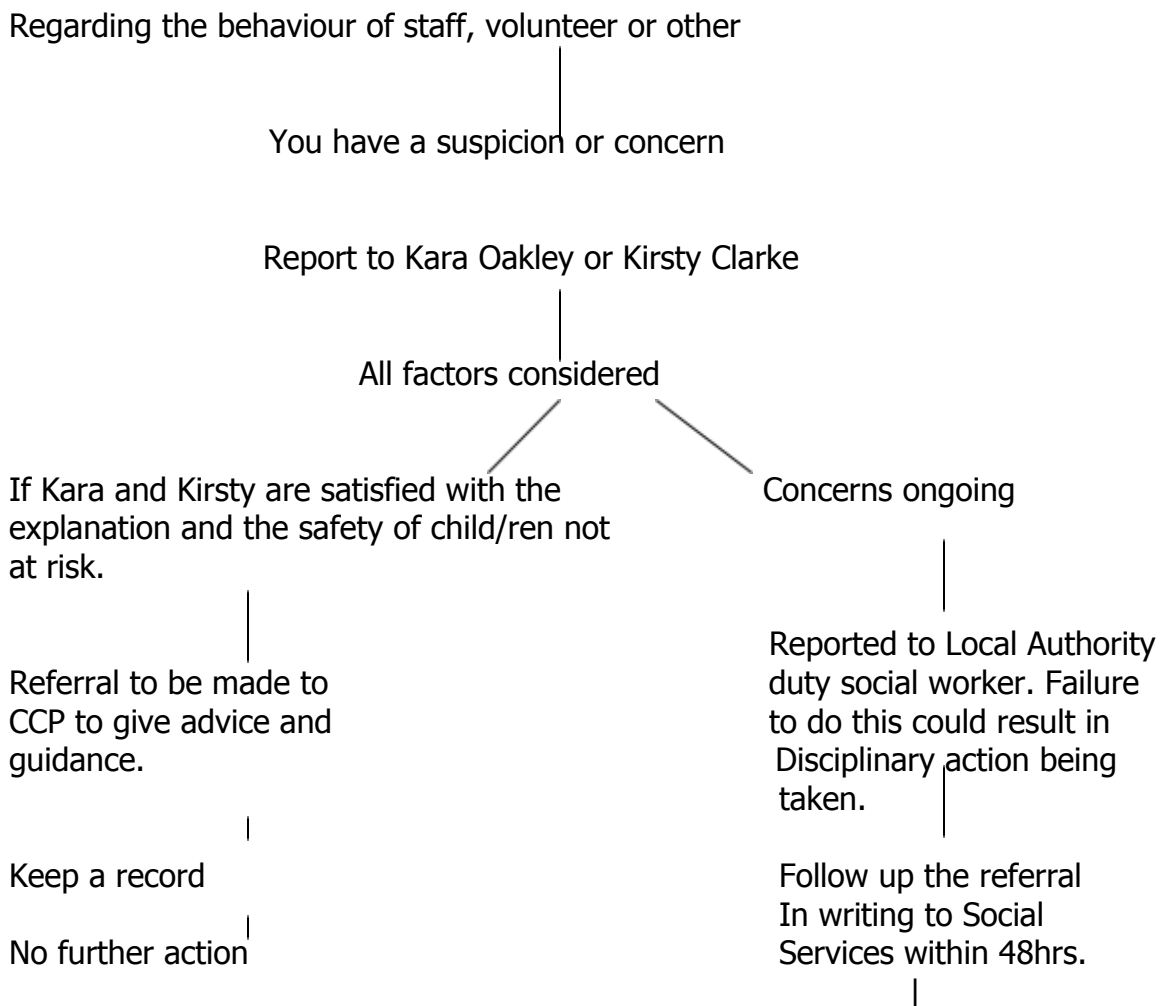 Regarding the behaviour of staff, volunteer or other
You have a suspicion or concern
Report to Kara Oakley or Kirsty Clarke
All factors considered
If Kara and Kirsty are satisfied with the
explanation and the safety of child/ren not
at risk.
Concerns ongoing
Referral to be made to
CCP to give advice and
guidance.
Reported to Local Authority
duty social worker. Failure
to do this could result in
Disciplinary action being
taken.
Keep a record
No further action
Follow up the referral
In writing to Social
Services within 48hrs.